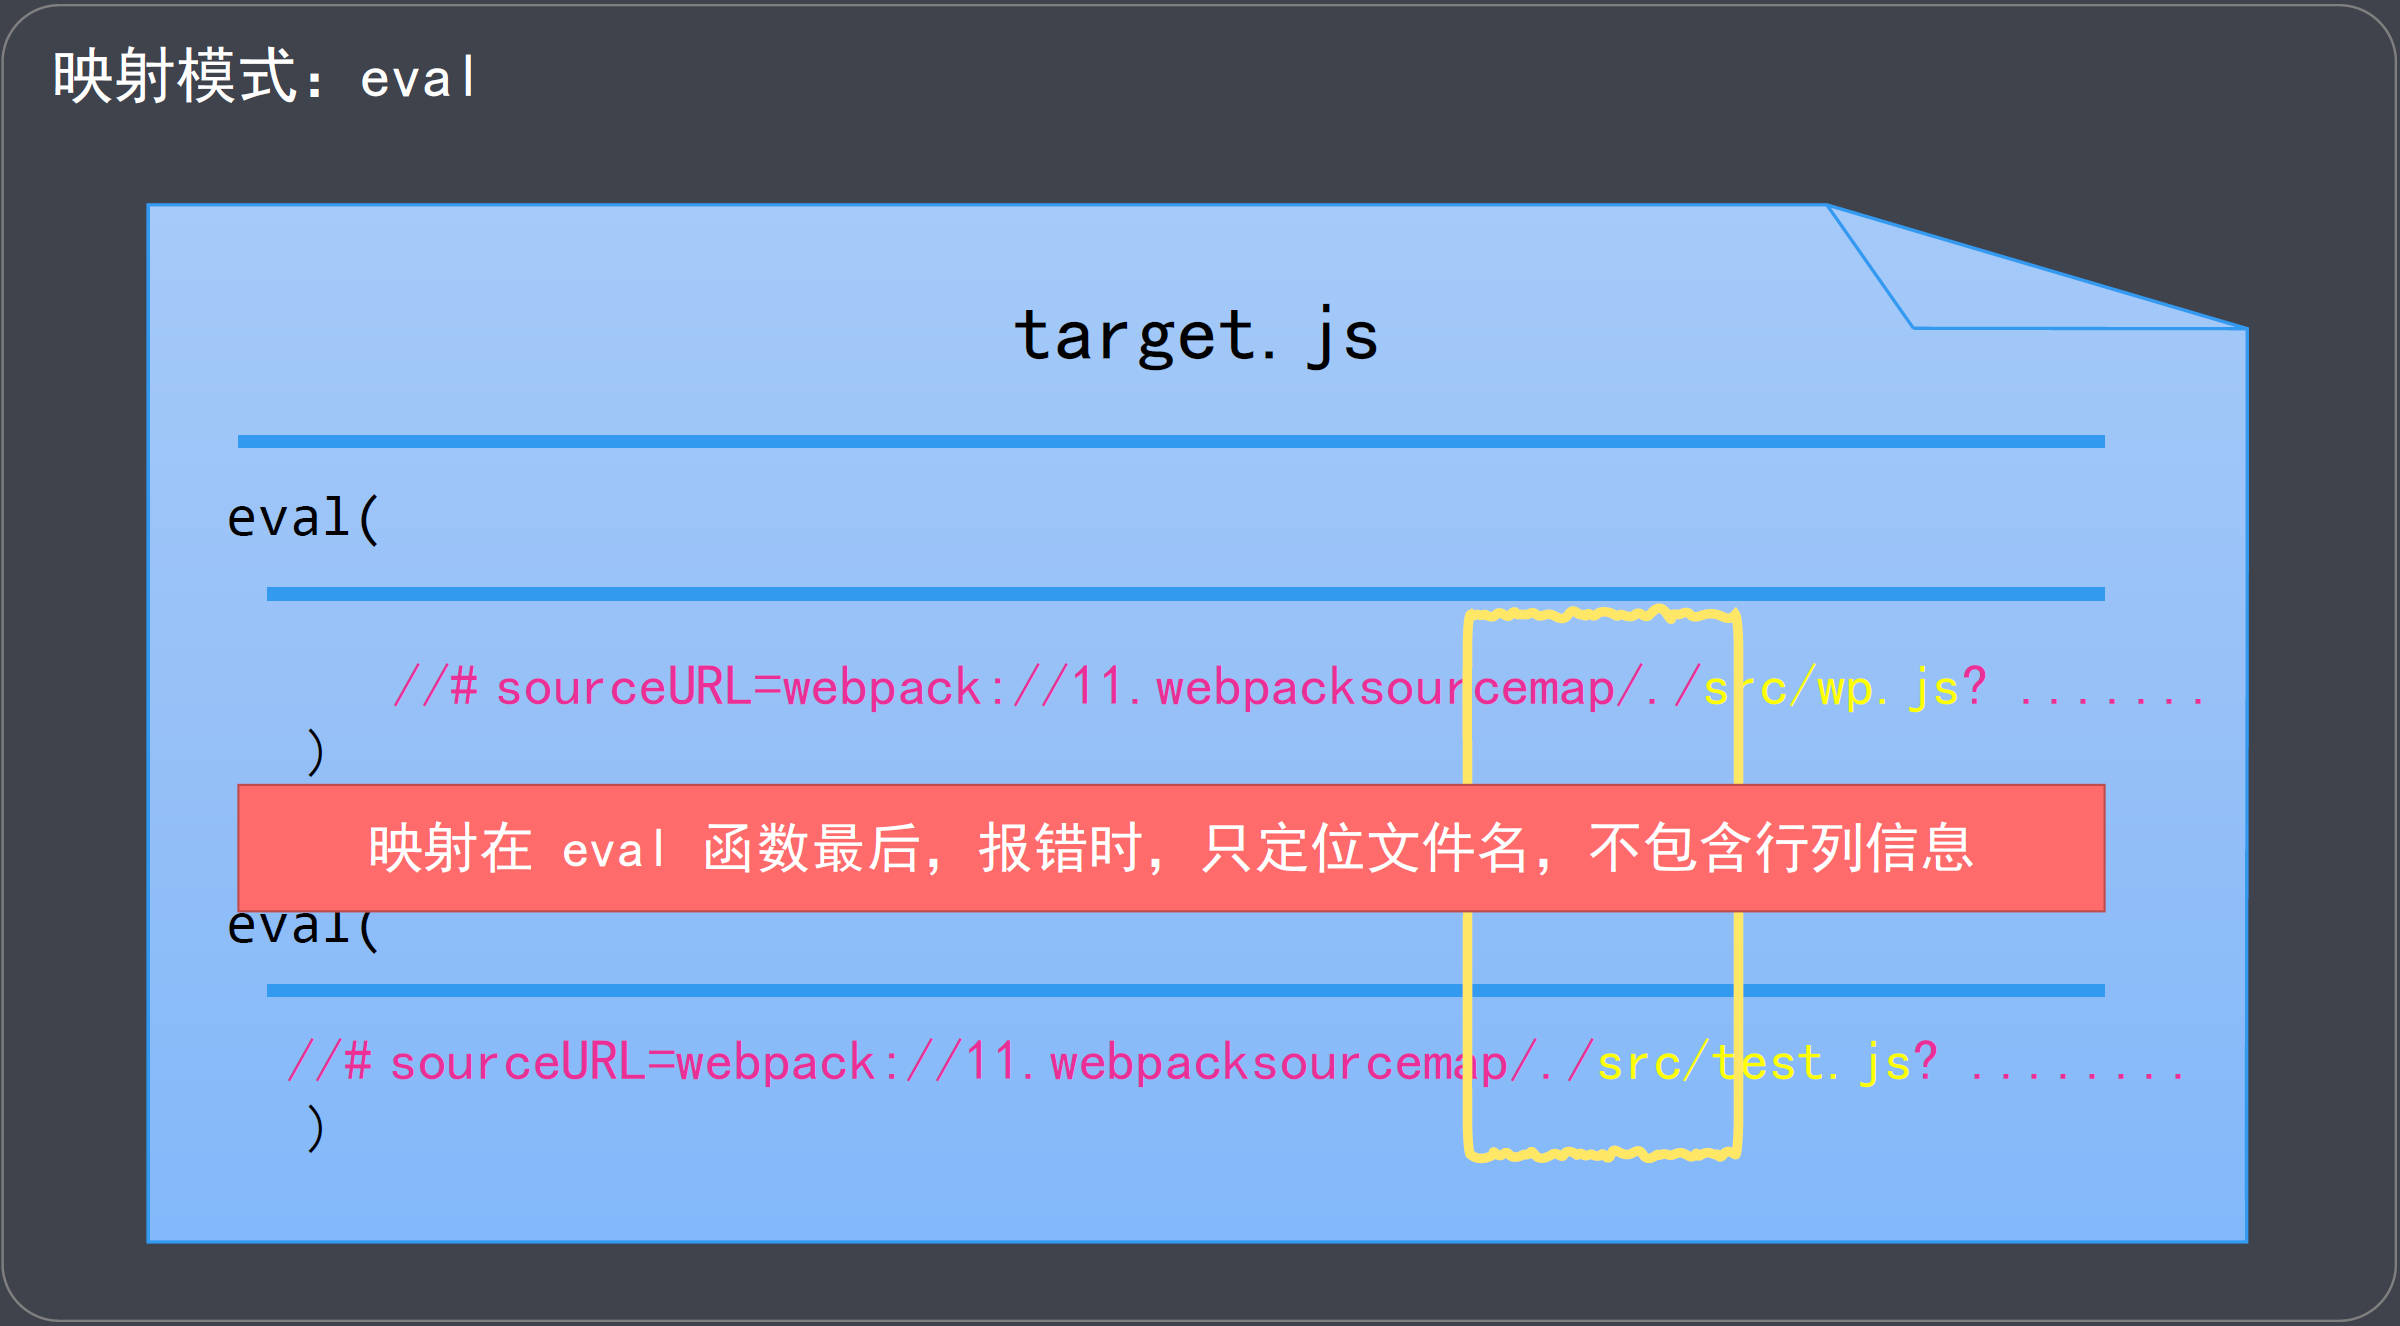 映射模式：eval
target.js
eval(
//# sourceURL=webpack://11.webpacksourcemap/./src/wp.js? .......
)
映射在 eval 函数最后，报错时，只定位文件名，不包含行列信息
eval(
//# sourceURL=webpack://11.webpacksourcemap/./src/test.js? ........
)